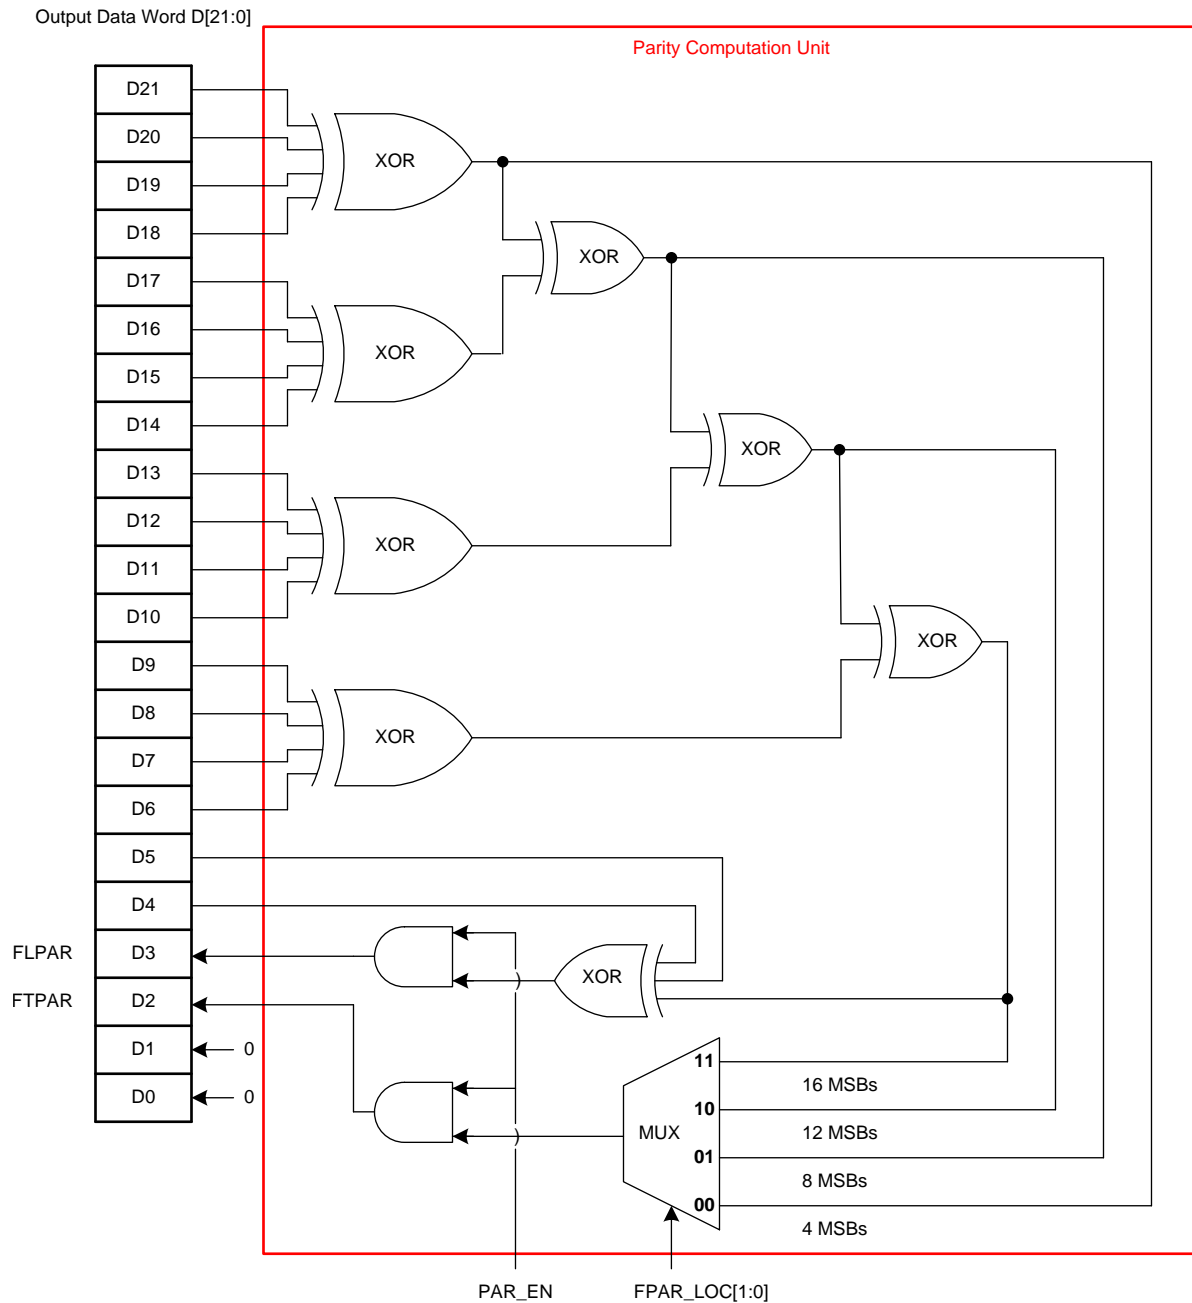 Output Data Word D[21:0]
Parity Computation Unit
D21
D20
XOR
D19
D18
XOR
D17
D16
XOR
D15
D14
XOR
D13
D12
XOR
D11
D10
D9
XOR
D8
XOR
D7
D6
D5
D4
FLPAR
D3
XOR
FTPAR
D2
D1
0
11
16 MSBs
D0
0
10
MUX
12 MSBs
01
8 MSBs
00
4 MSBs
PAR_EN
FPAR_LOC[1:0]